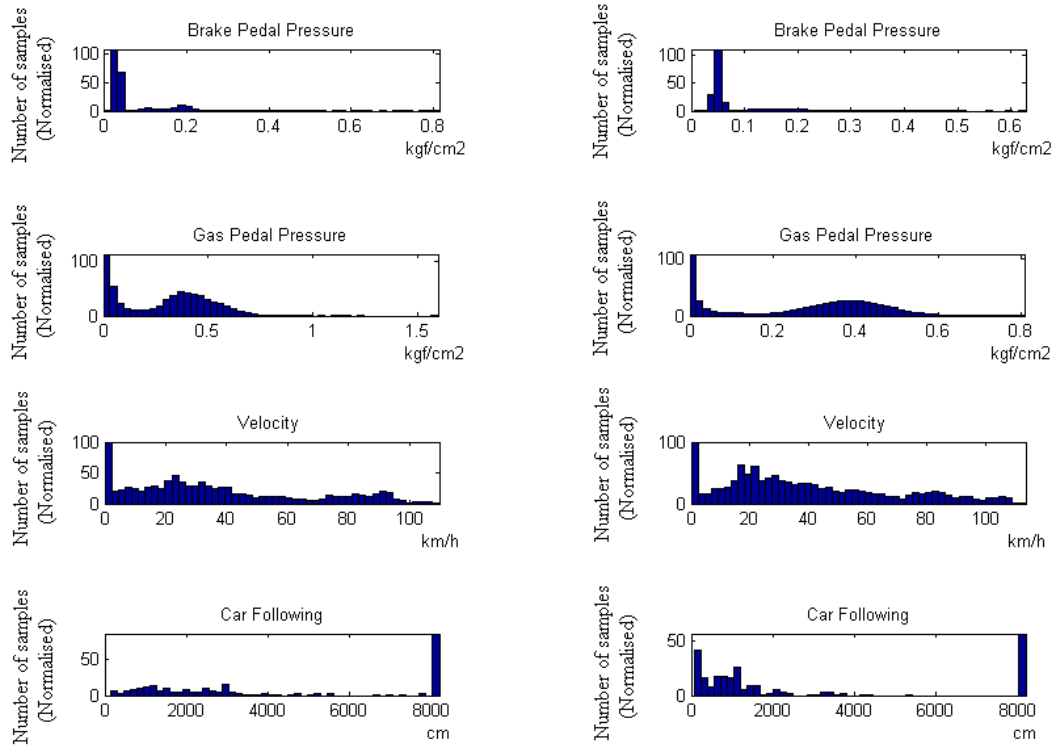 Brake Pedal Pressure
Number of samples
(Normalised)
100
50
0
0 0.2 0.4 0.6 0.8
kgf/cm2
Brake Pedal Pressure
Number of samples
(Normalised)
100
50
0
0 0.1 0.2 0.3 0.4 0.5 0.6
kgf/cm2
Gas Pedal Pressure
Number of samples
(Normalised)
100
50
0
0 0.5 1 1.5
kgf/cm2
Gas Pedal Pressure
Number of samples
(Normalised)
100
50
0
0 0.2 0.4 0.6 0.8
kgf/cm2
Velocity
Number of samples
(Normalised)
100
50
0
0 20 40 60 80 100
km/h
Velocity
Number of samples
(Normalised)
100
50
0
0 20 40 60 80 100
km/h
Car Following
Number of samples
(Normalised)
50
0
0 2000 4000 6000 8000
cm
Car Following
Number of samples
(Normalised)
50
0
0 2000 4000 6000 8000
cm